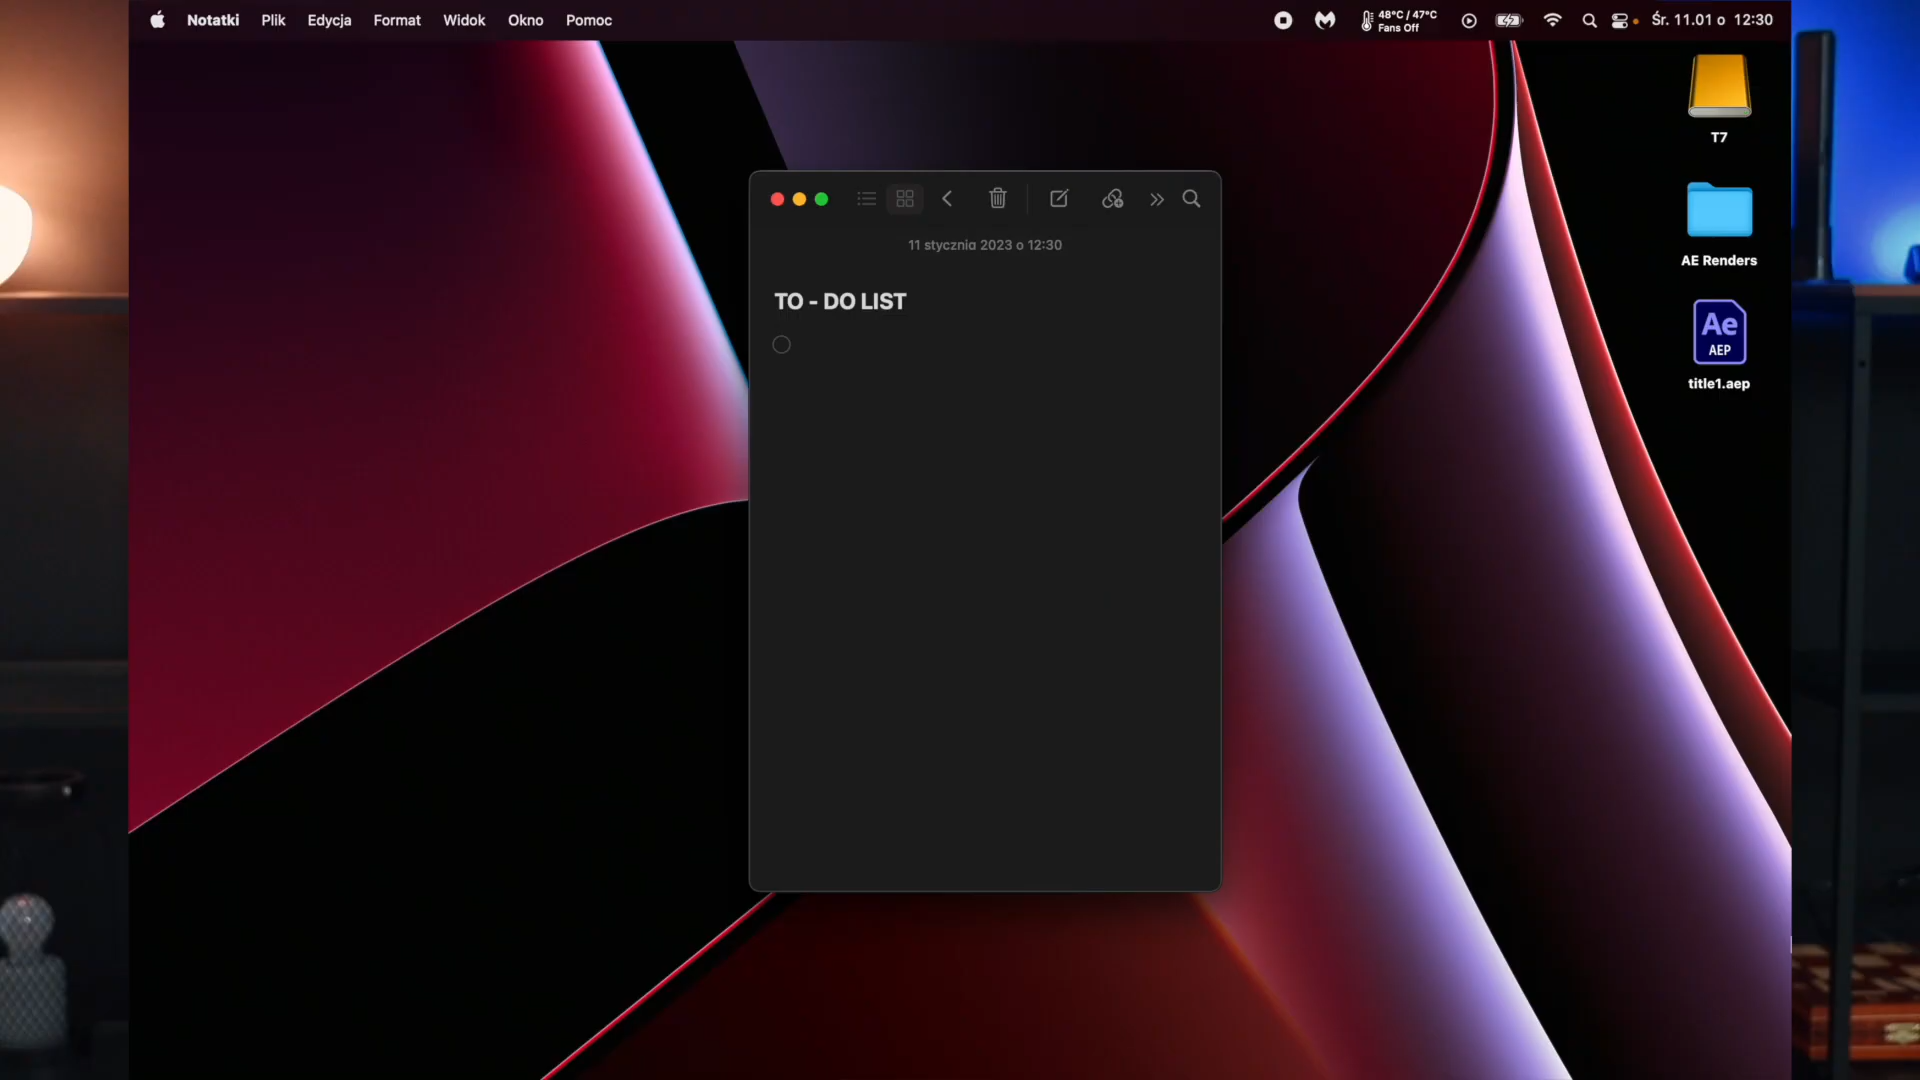 Notatki Plik Edycja Format Widok Okno Pomoc
48°C / 47°C
Fans Off
Śr. 11.01 o 12:30
T7
AE Renders
Ae
AEP
title1.aep
11 stycznia 2023 o 12:30
TO - DO LIST